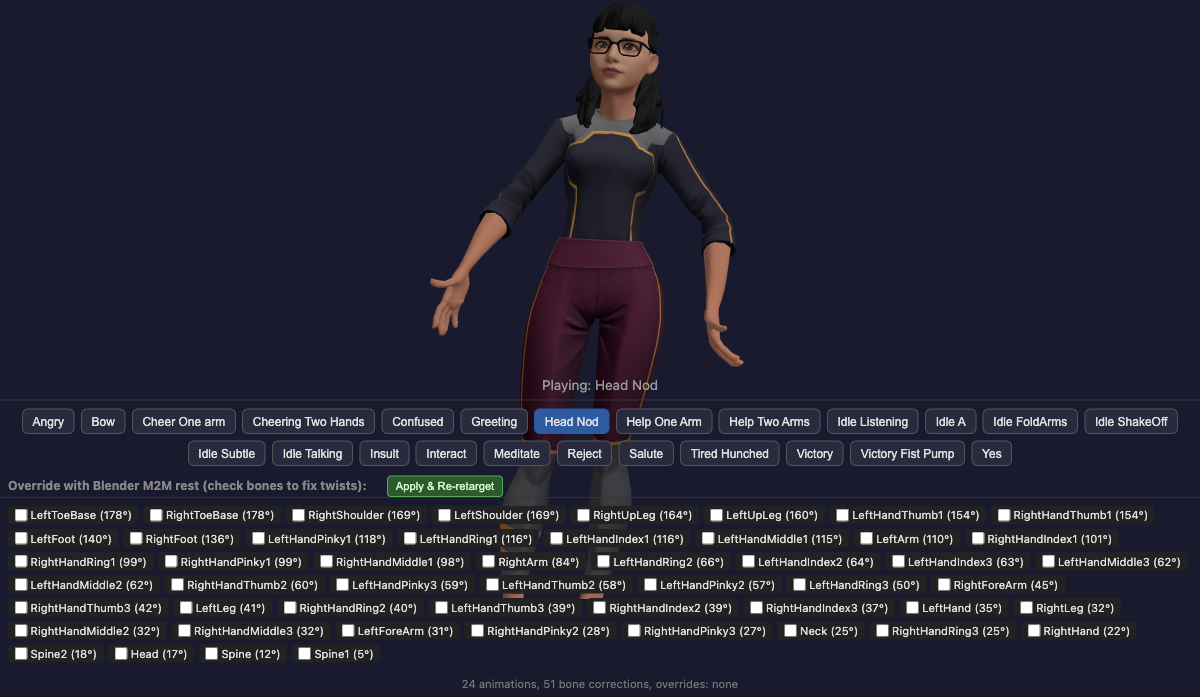 Playing: Head Nod
Angry Bow Cheer One arm Cheering Two Hands Confused Greeting Head Nod Help One Arm Help Two Arms Idle Listening Idle A Idle FoldArms Idle ShakeOff
Idle Subtle Idle Talking Insult Interact Meditate Reject Salute Tired Hunched Victory Victory Fist Pump Yes
Override with Blender M2M rest (check bones to fix twists): Apply & Re-retarget
LeftToeBase (178°) RightToeBase (178°) RightShoulder (169°) LeftShoulder (169°) RightUpLeg (164°) LeftUpLeg (160°) LeftHandThumb1 (154°) RightHandThumb1 (154°)
LeftFoot (140°) RightFoot (136°) LeftHandPinky1 (118°) LeftHandRing1 (116°) LeftHandIndex1 (116°) LeftHandMiddle1 (115°) LeftArm (110°) RightHandIndex1 (101°)
RightHandRing1 (99°) RightHandPinky1 (99°) RightHandMiddle1 (98°) RightArm (84°) LeftHandRing2 (66°) LeftHandIndex2 (64°) LeftHandIndex3 (63°) LeftHandMiddle3 (62°)
LeftHandMiddle2 (62°) RightHandThumb2 (60°) LeftHandPinky3 (59°) LeftHandThumb2 (58°) LeftHandPinky2 (57°) LeftHandRing3 (50°) RightForeArm (45°)
RightHandThumb3 (42°) LeftLeg (41°) RightHandRing2 (40°) LeftHandThumb3 (39°) RightHandIndex2 (39°) RightHandIndex3 (37°) LeftHand (35°) RightLeg (32°)
RightHandMiddle2 (32°) RightHandMiddle3 (32°) LeftForeArm (31°) RightHandPinky2 (28°) RightHandPinky3 (27°) Neck (25°) RightHandRing3 (25°) RightHand (22°)
Spine2 (18°) Head (17°) Spine (12°) Spine1 (5°)
24 animations, 51 bone corrections, overrides: none